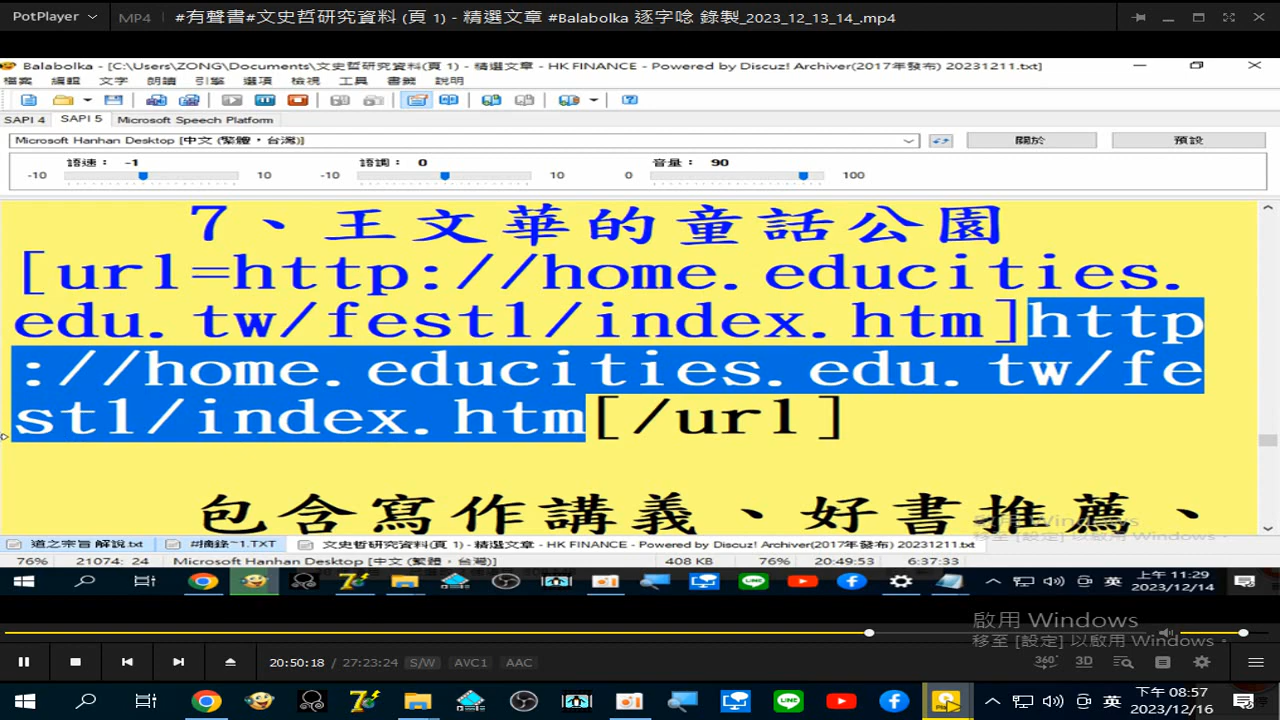 PotPlayer MP4 #有聲書#文史哲研究資料 (頁 1) - 精選文章 #Balabolka 逐字唸 錄製_2023_12_13_14_.mp4
Balabolka - [C:\Users\ZONG\Documents\文史哲研究資料(頁 1) - 精選文章 - HK FINANCE - Powered by Discuz! Archiver(2017年發布) 20231211.txt]
檔案 編輯 文字 朗讀 引擎 選項 檢視 工具 書籤 說明
SAPI 4 SAPI 5 Microsoft Speech Platform
Microsoft Hanhan Desktop [中文 (繁體，台灣)] 關於 預設
語速： -1 語調： 0 音量： 90
-10 10 -10 10 0 100
7、王文華的童話公園
[url=http://home.educities.
edu.tw/fest1/index.htm]http
://home.educities.edu.tw/fe
st1/index.htm[/url]
包含寫作講義、好書推薦、
啟用 Windows
移至 [設定] 以啟用 Windows。
道之宗旨 解說.txt #摘錄~1.TXT 文史哲研究資料(頁 1) - 精選文章 - HK FINANCE - Powered by Discuz! Archiver(2017年發布) 20231211.txt
76% 21074: 24 Microsoft Hanhan Desktop [中文 (繁體，台灣)] 408 KB 76% 20:49:53 6:37:33
英 上午 11:29
2023/12/14
啟用 Windows
移至 [設定] 以啟用 Windows。
20:50:18 / 27:23:24 S/W AVC1 AAC 360° 3D
英 下午 08:57
2023/12/16